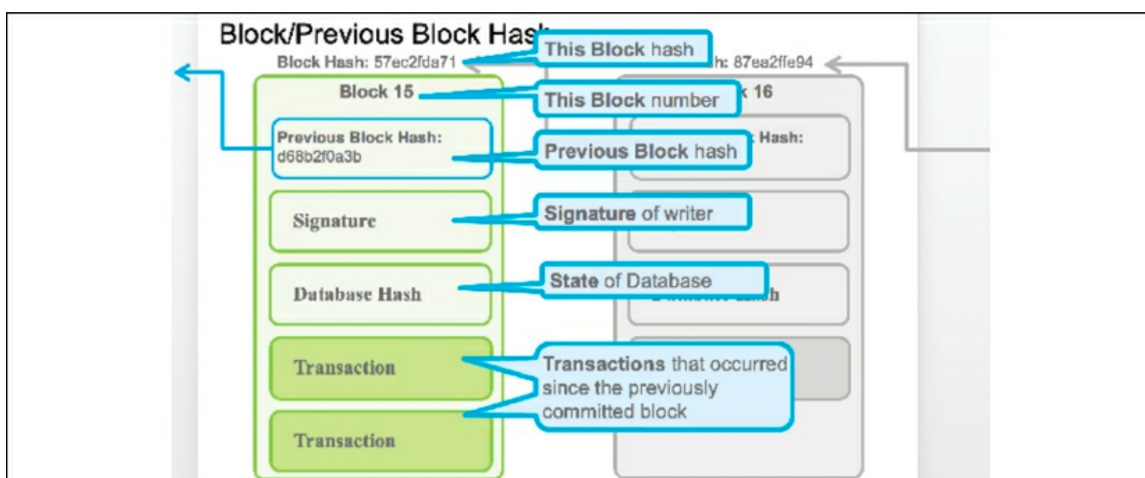 Block/Previous Block Hash
Block Hash: 57ec2fda71
This Block hash
87ea2ffe94
Block 15
This Block number
16
Previous Block Hash:
d68b2f0a3b
Previous Block hash
Hash:
Signature
Signature of writer
Database Hash
State of Database
Hash
Transaction
Transactions that occurred
since the previously
committed block
Transaction